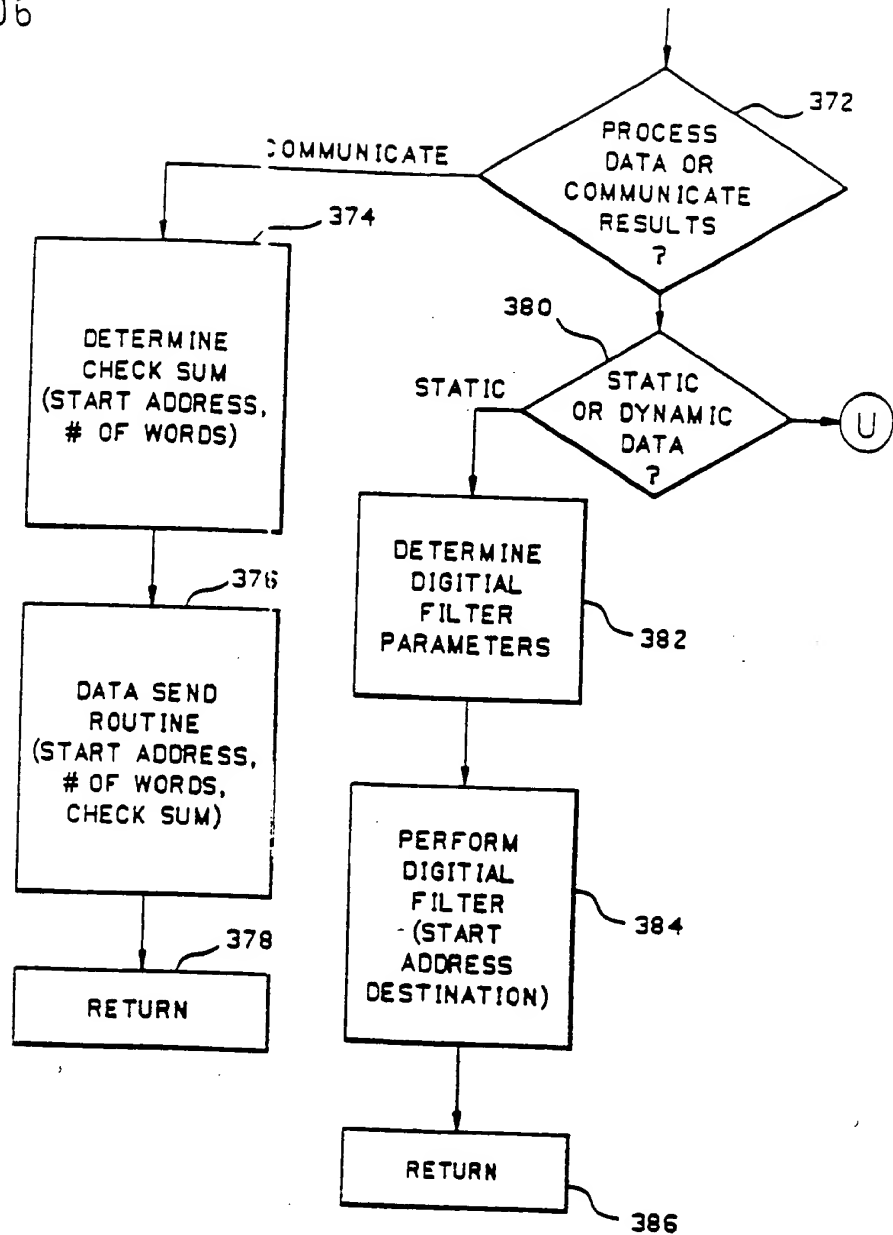 06
372
PROCESS
DATA OR
COMMUNICATE
RESULTS
?
COMMUNICATE
374
DETERMINE
CHECK SUM
(START ADDRESS,
# OF WORDS)
376
DATA SEND
ROUTINE
(START ADDRESS,
# OF WORDS,
CHECK SUM)
378
RETURN
380
STATIC
OR DYNAMIC
DATA
?
STATIC
U
DETERMINE
DIGITIAL
FILTER
PARAMETERS
382
PERFORM
DIGITIAL
FILTER
(START
ADDRESS
DESTINATION)
384
RETURN
386